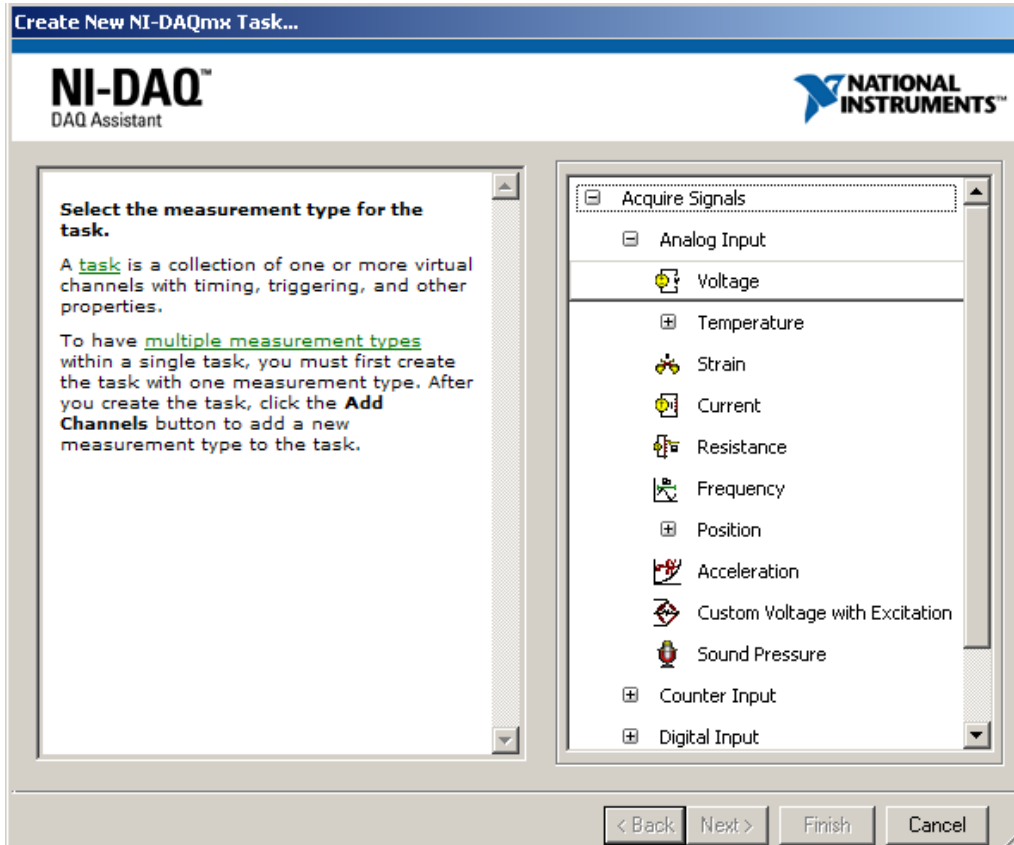 Create New NI-DAQmx Task...
NI-DAQ™
DAQ Assistant
NATIONAL
INSTRUMENTS™
Select the measurement type for the
task.
A task is a collection of one or more virtual
channels with timing, triggering, and other
properties.
To have multiple measurement types
within a single task, you must first create
the task with one measurement type. After
you create the task, click the Add
Channels button to add a new
measurement type to the task.
Acquire Signals
Analog Input
Voltage
Temperature
Strain
Current
Resistance
Frequency
Position
Acceleration
Custom Voltage with Excitation
Sound Pressure
Counter Input
Digital Input
< Back
Next >
Finish
Cancel